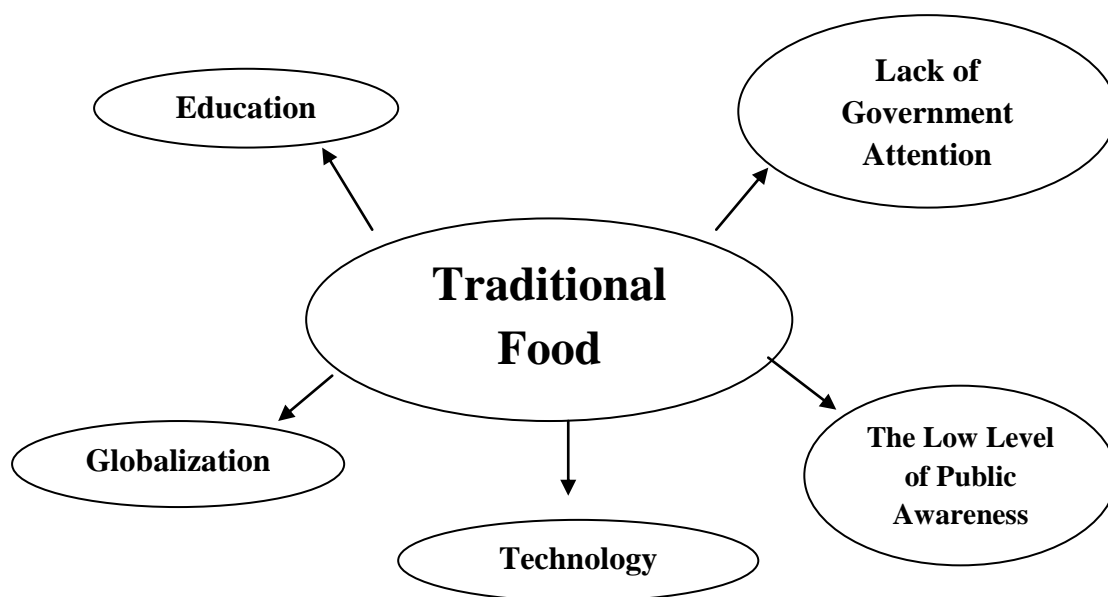 Education
Lack of
Government
Attention
Traditional
Food
Globalization
The Low Level
of Public
Awareness
Technology